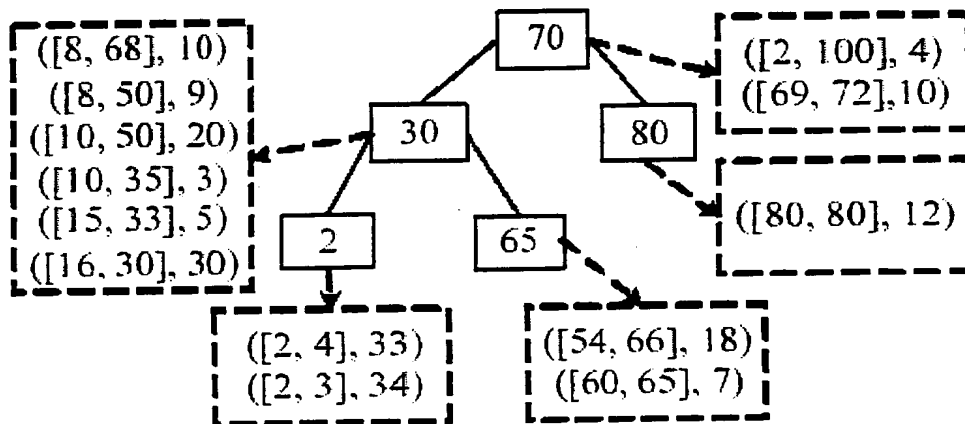 ([8, 68], 10)
([8, 50], 9)
([10, 50], 20)
([10, 35], 3)
([15, 33], 5)
([16, 30], 30)
70
30
80
2
65
([2, 100], 4)
([69, 72],10)
([80, 80], 12)
([2, 4], 33)
([2, 3], 34)
([54, 66], 18)
([60, 65], 7)